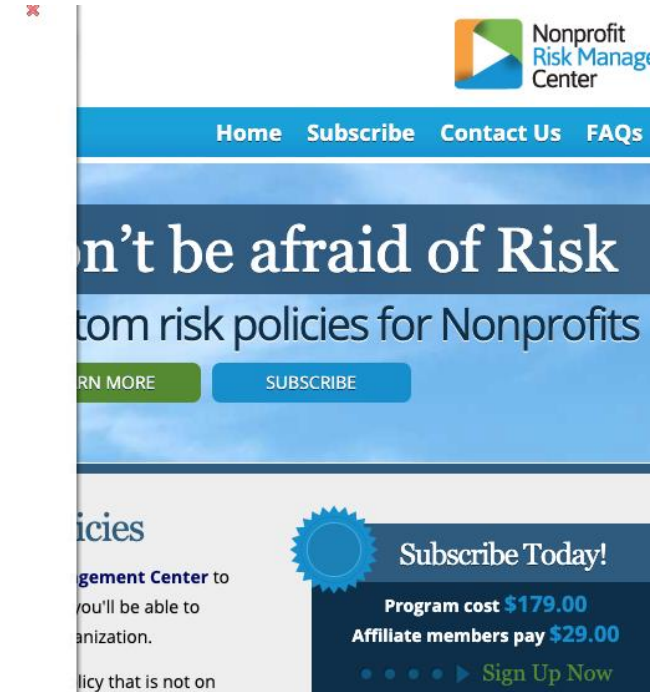 Nonprofit
Risk Manage
Center
Home Subscribe Contact Us FAQs
n't be afraid of Risk
tom risk policies for Nonprofits
RN MORE
SUBSCRIBE
icies
gement Center to
you'll be able to
anization.
licy that is not on
Subscribe Today!
Program cost $179.00
Affiliate members pay $29.00
Sign Up Now